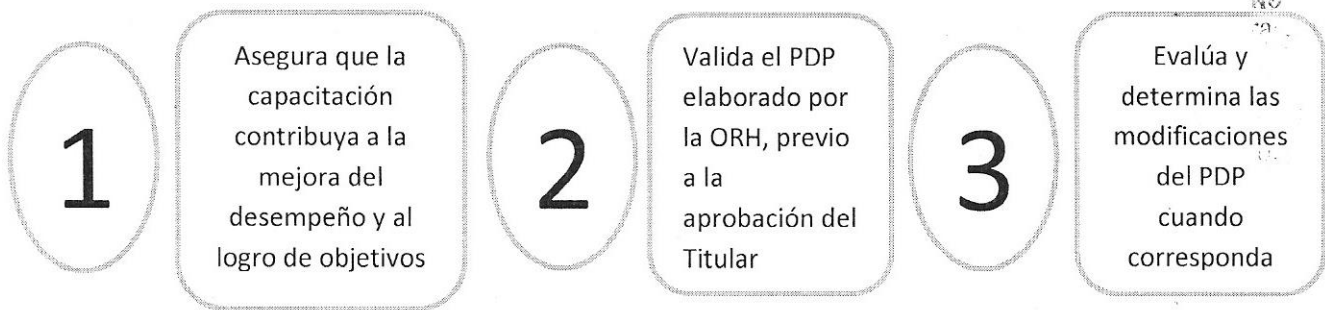 1
Asegura que la
capacitación
contribuya a la
mejora del
desempeño y al
logro de objetivos
2
Valida el PDP
elaborado por
la ORH, previo
a la
aprobación del
Titular
3
Evalúa y
determina las
modificaciones
del PDP
cuando
corresponda